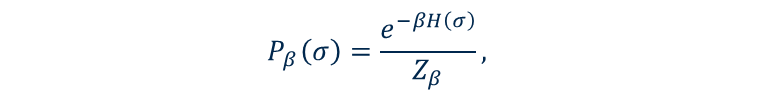 P_β(σ) = e^{−βH(σ)} / Z_β,